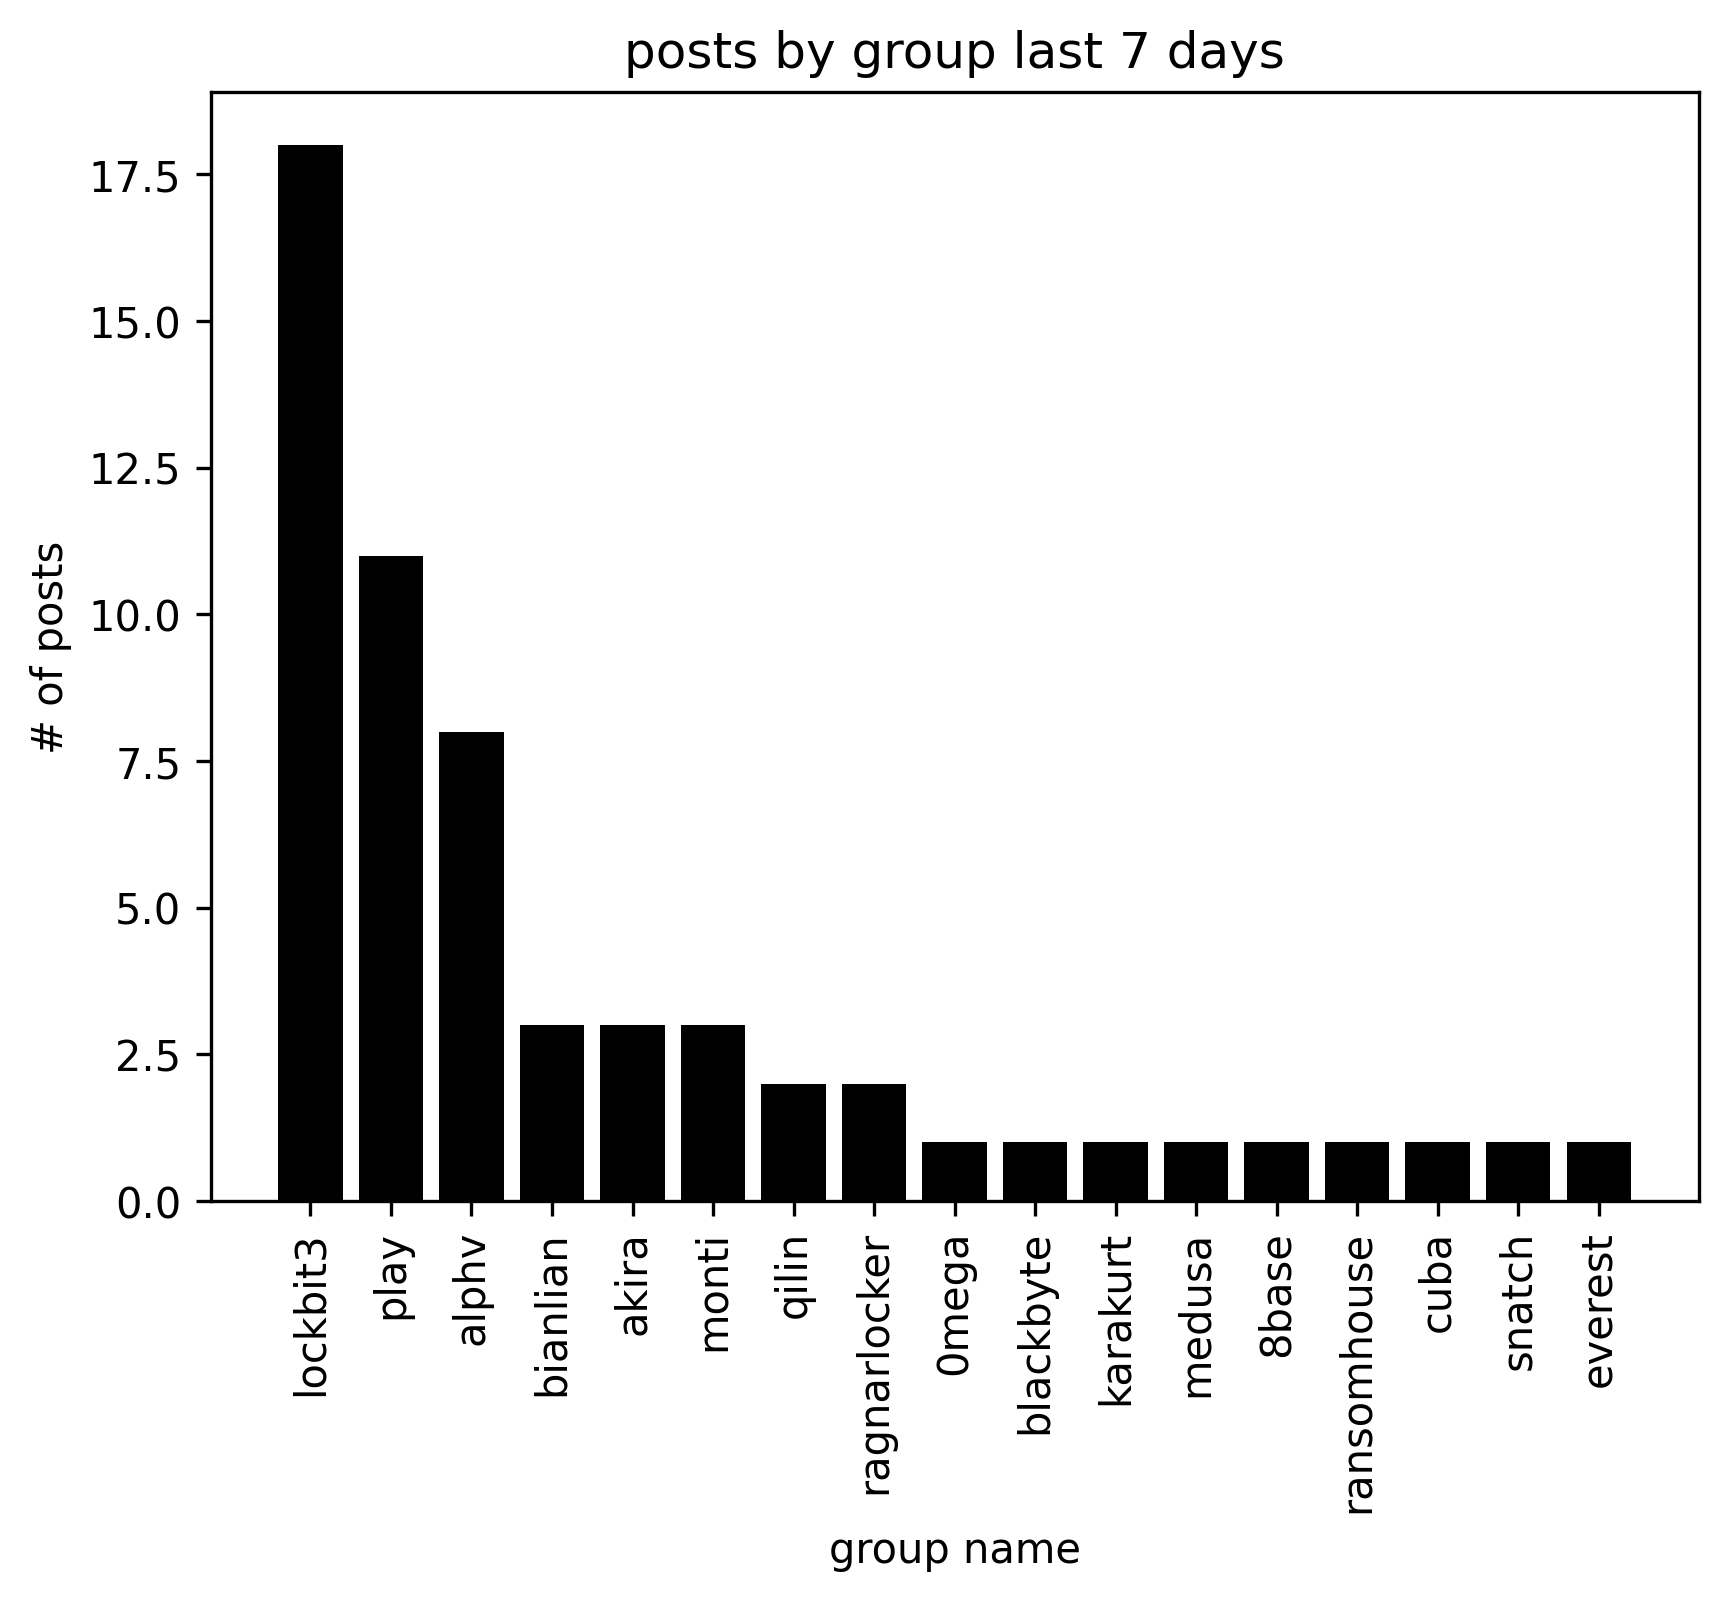 posts by group last 7 days
# of posts
17.5
15.0
12.5
10.0
7.5
5.0
2.5
0.0
lockbit3
play
alphv
bianlian
akira
monti
qilin
ragnarlocker
0mega
blackbyte
karakurt
medusa
8base
ransomhouse
cuba
snatch
everest
group name